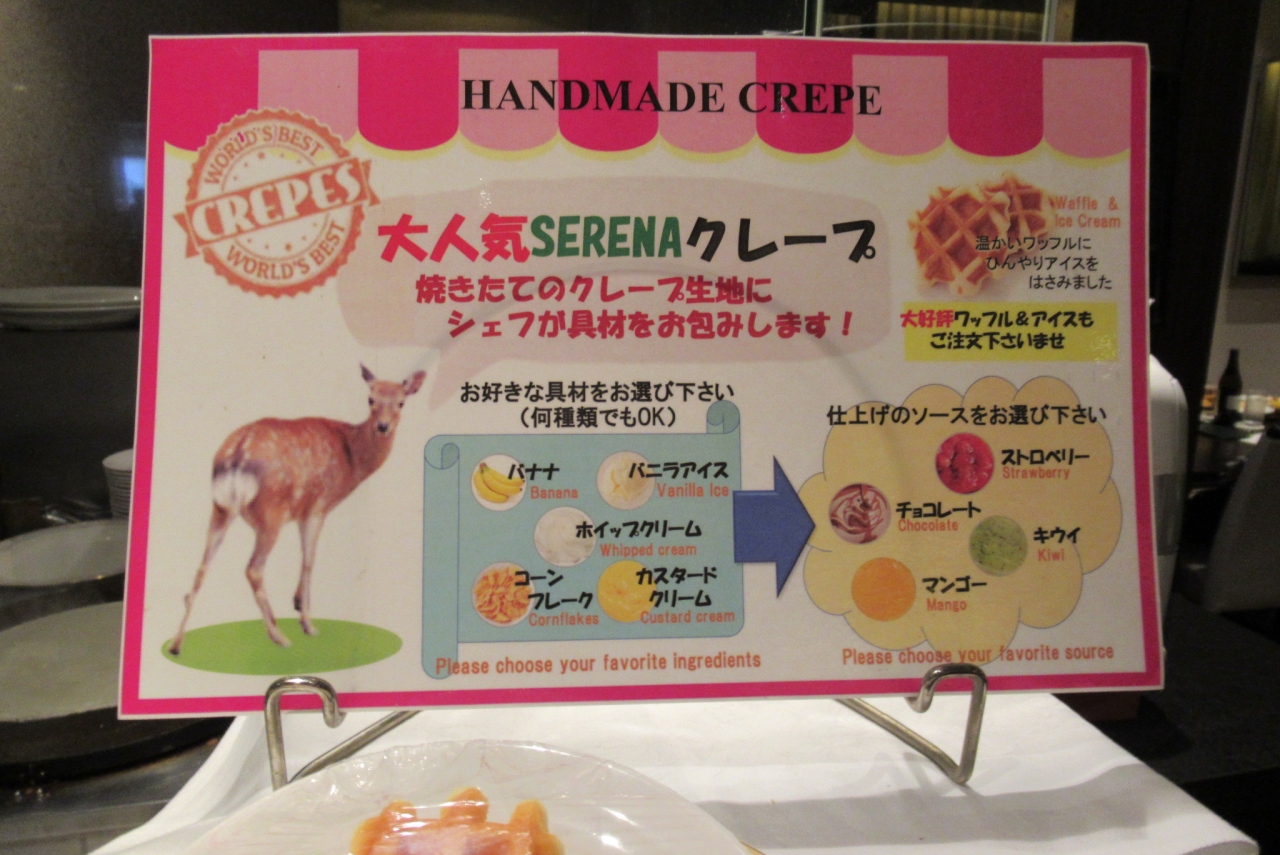 HANDMADE CREPE
WORLD'S BEST
CREPES
WORLD'S BEST
大人気SERENAクレープ
焼きたてのクレープ生地に
シェフが具材をお包みします！
Waffle &
Ice Cream
温かいワッフルに
ひんやりアイスを
はさみました
大好評ワッフル＆アイスも
ご注文下さいませ
お好きな具材をお選び下さい
（何種類でもOK）
バナナ
Banana
バニラアイス
Vanilla Ice
ホイップクリーム
Whipped cream
コーン
フレーク
Cornflakes
カスタード
クリーム
Custard cream
Please choose your favorite ingredients
仕上げのソースをお選び下さい
ストロベリー
Strawberry
チョコレート
Chocolate
キウイ
Kiwi
マンゴー
Mango
Please choose your favorite source